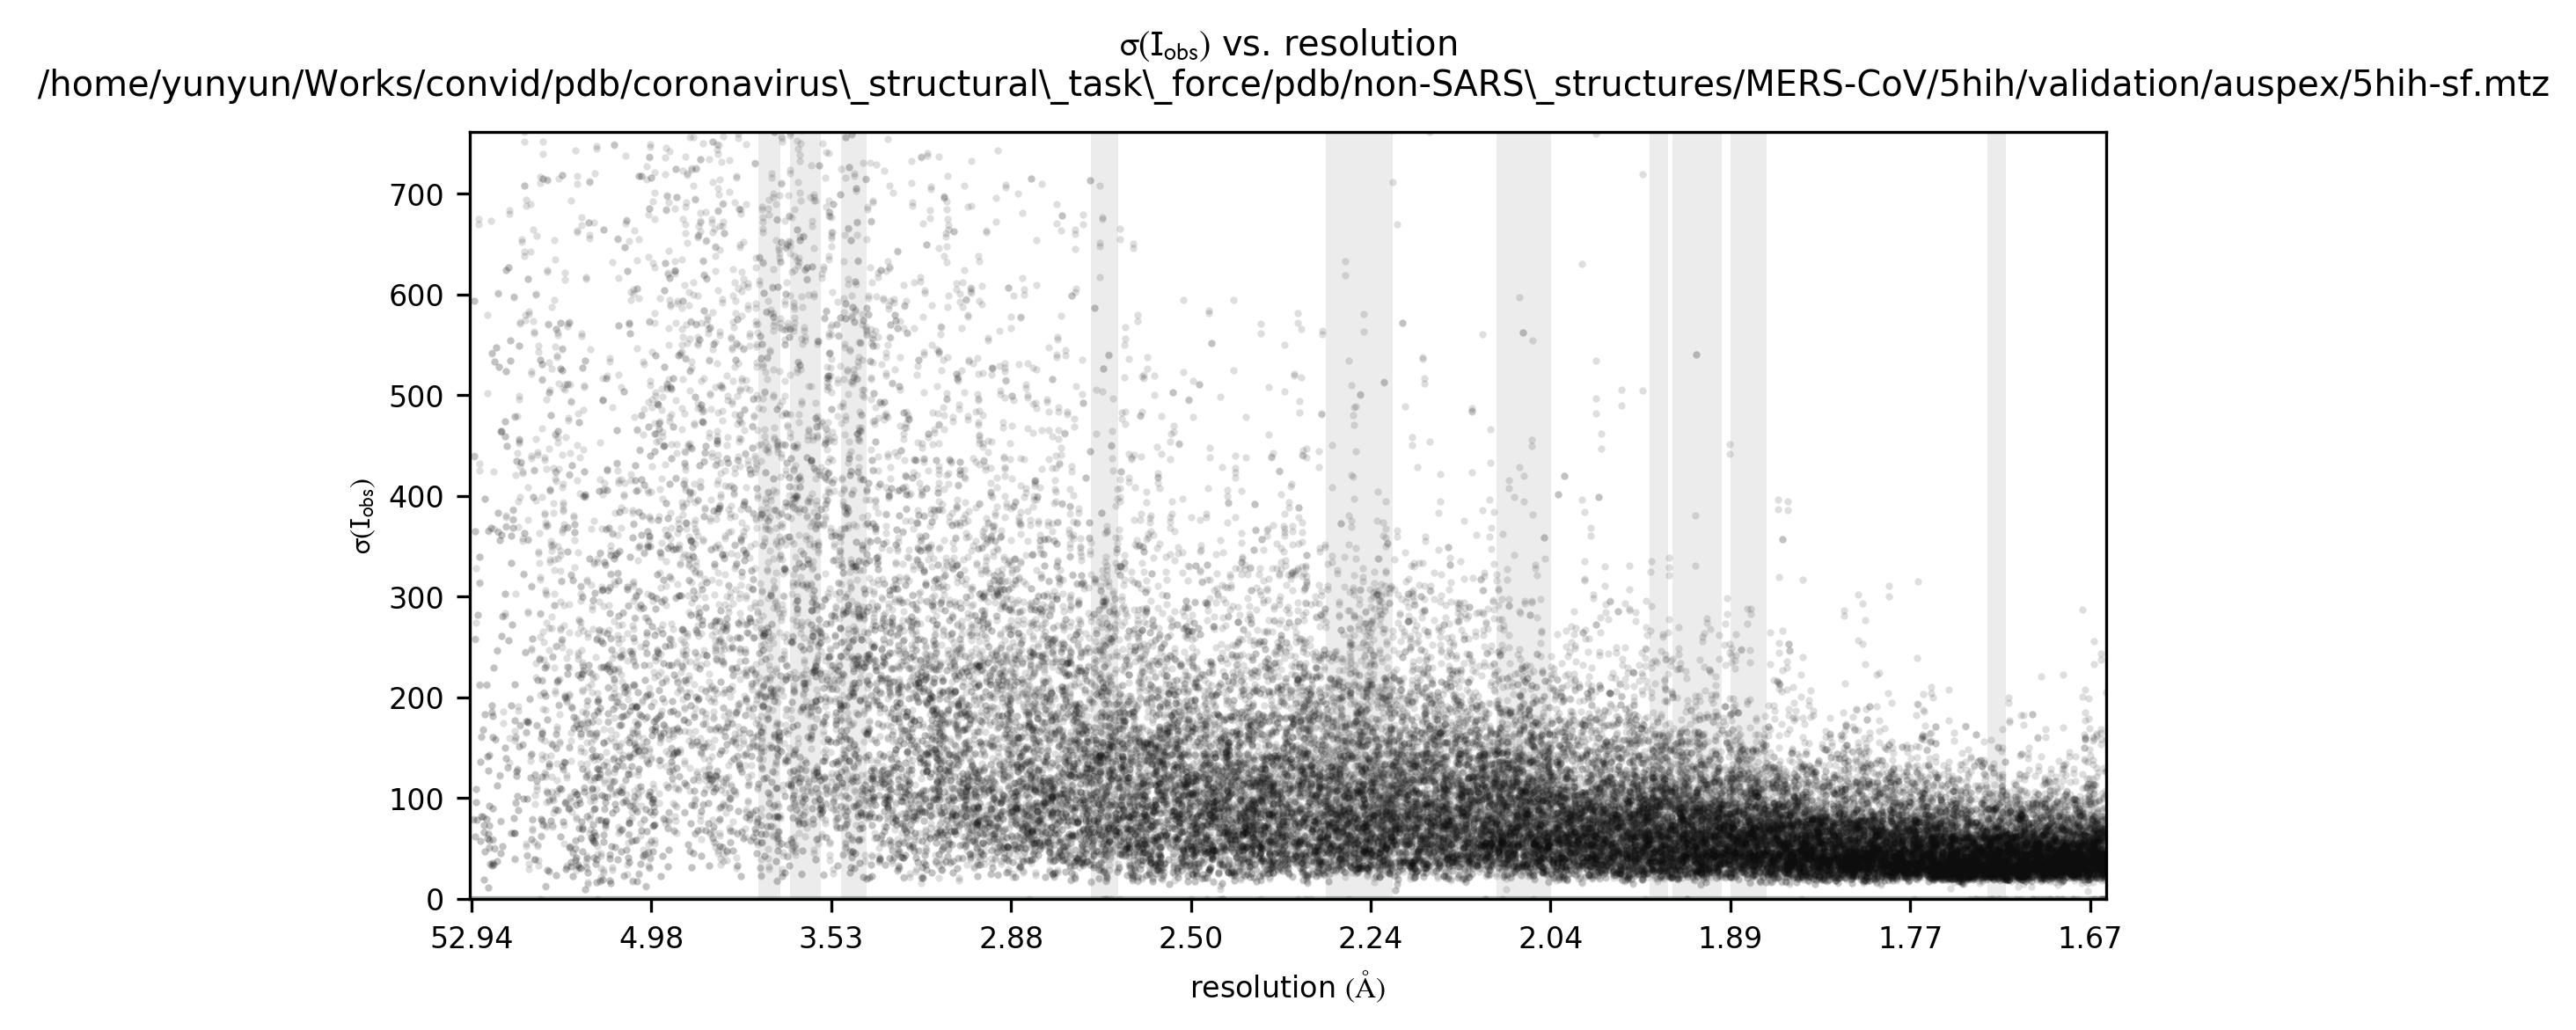 σ(I_obs) vs. resolution
/home/yunyun/Works/convid/pdb/coronavirus\_structural\_task\_force/pdb/non-SARS\_structures/MERS-CoV/5hih/validation/auspex/5hih-sf.mtz
σ(I_obs)
700
600
500
400
300
200
100
0
52.94 4.98 3.53 2.88 2.50 2.24 2.04 1.89 1.77 1.67
resolution (Å)